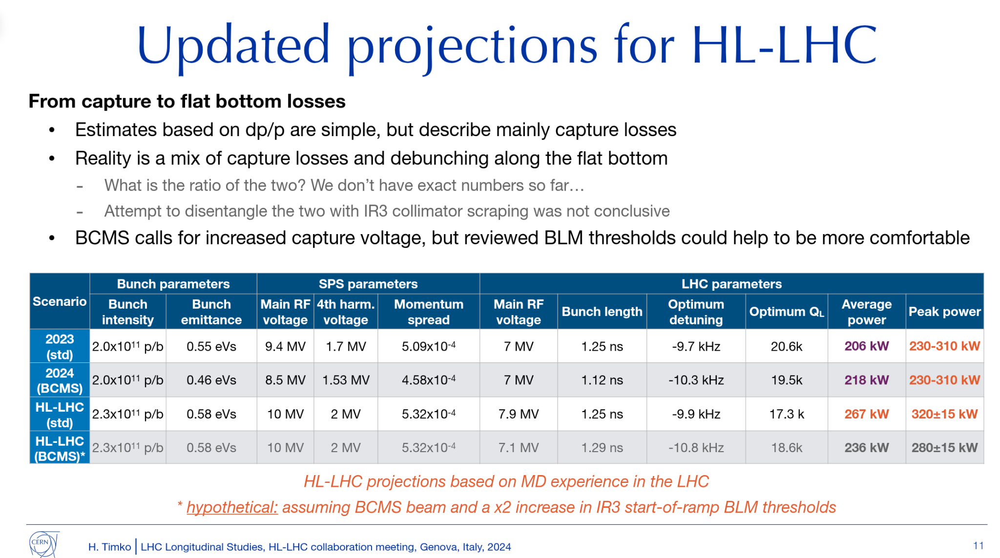 Updated projections for HL-LHC
From capture to flat bottom losses
• Estimates based on dp/p are simple, but describe mainly capture losses
• Reality is a mix of capture losses and debunching along the flat bottom
- What is the ratio of the two? We don’t have exact numbers so far…
- Attempt to disentangle the two with IR3 collimator scraping was not conclusive
• BCMS calls for increased capture voltage, but reviewed BLM thresholds could help to be more comfortable
Scenario Bunch parameters SPS parameters LHC parameters
Bunch intensity Bunch emittance Main RF voltage 4th harm. voltage Momentum spread Main RF voltage Bunch length Optimum detuning Optimum QL Average power Peak power
2023 (std) 2.0x10¹¹ p/b 0.55 eVs 9.4 MV 1.7 MV 5.09x10⁻⁴ 7 MV 1.25 ns -9.7 kHz 20.6k 206 kW 230-310 kW
2024 (BCMS) 2.0x10¹¹ p/b 0.46 eVs 8.5 MV 1.53 MV 4.58x10⁻⁴ 7 MV 1.12 ns -10.3 kHz 19.5k 218 kW 230-310 kW
HL-LHC (std) 2.3x10¹¹ p/b 0.58 eVs 10 MV 2 MV 5.32x10⁻⁴ 7.9 MV 1.25 ns -9.9 kHz 17.3 k 267 kW 320±15 kW
HL-LHC (BCMS)* 2.3x10¹¹ p/b 0.58 eVs 10 MV 2 MV 5.32x10⁻⁴ 7.1 MV 1.29 ns -10.8 kHz 18.6k 236 kW 280±15 kW
HL-LHC projections based on MD experience in the LHC
* hypothetical: assuming BCMS beam and a x2 increase in IR3 start-of-ramp BLM thresholds
CERN
H. Timko | LHC Longitudinal Studies, HL-LHC collaboration meeting, Genova, Italy, 2024
11